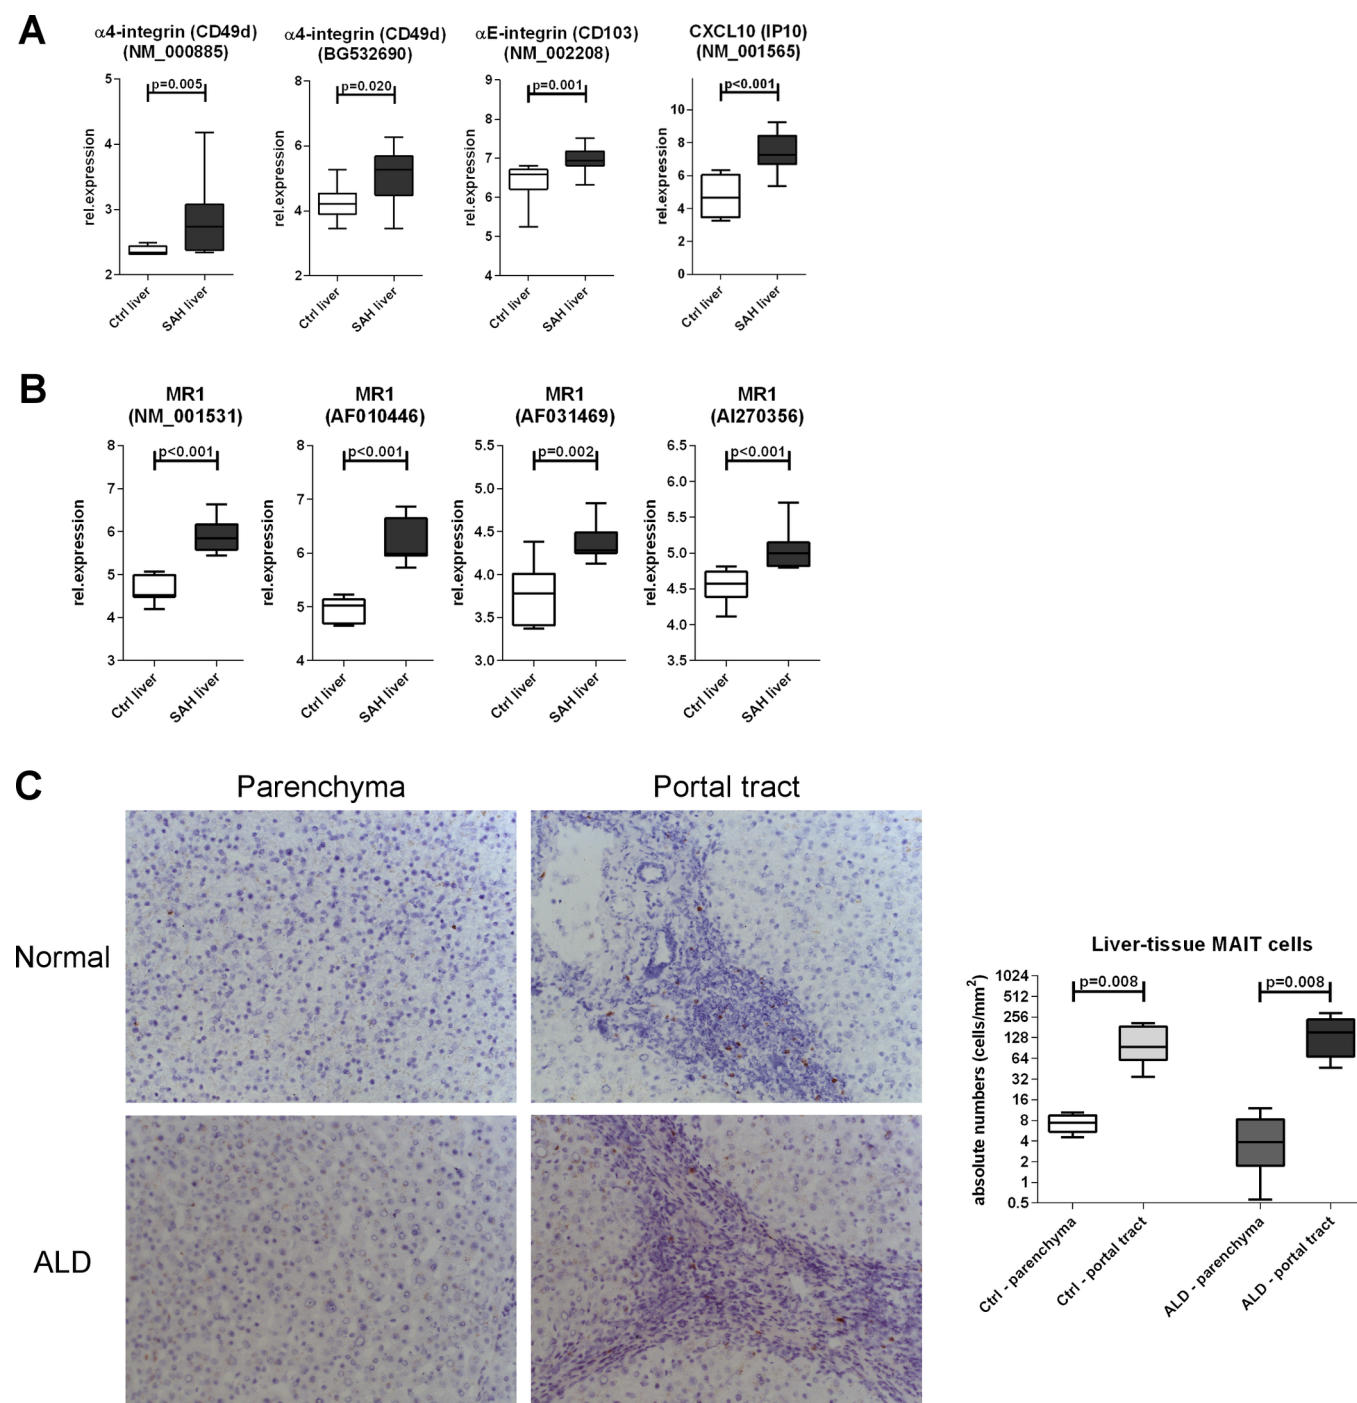 A
α4-integrin (CD49d)
(NM_000885)
p=0.005
rel.expression
5
4
3
2
Ctrl liver
SAH liver
α4-integrin (CD49d)
(BG532690)
p=0.020
rel.expression
8
6
4
2
Ctrl liver
SAH liver
αE-integrin (CD103)
(NM_002208)
p=0.001
rel.expression
9
8
7
6
5
4
Ctrl liver
SAH liver
CXCL10 (IP10)
(NM_001565)
p<0.001
rel.expression
10
8
6
4
2
0
Ctrl liver
SAH liver
B
MR1
(NM_001531)
p<0.001
rel.expression
8
7
6
5
4
3
Ctrl liver
SAH liver
MR1
(AF010446)
p<0.001
rel.expression
8
7
6
5
4
Ctrl liver
SAH liver
MR1
(AF031469)
p=0.002
rel.expression
5.5
5.0
4.5
4.0
3.5
3.0
Ctrl liver
SAH liver
MR1
(AI270356)
p<0.001
rel.expression
6.5
6.0
5.5
5.0
4.5
4.0
3.5
Ctrl liver
SAH liver
C
Parenchyma
Portal tract
Normal
ALD
Liver-tissue MAIT cells
p=0.008
p=0.008
absolute numbers (cells/mm²)
1024
512
256
128
64
32
16
8
4
2
1
0.5
Ctrl - parenchyma
Ctrl - portal tract
ALD - parenchyma
ALD - portal tract